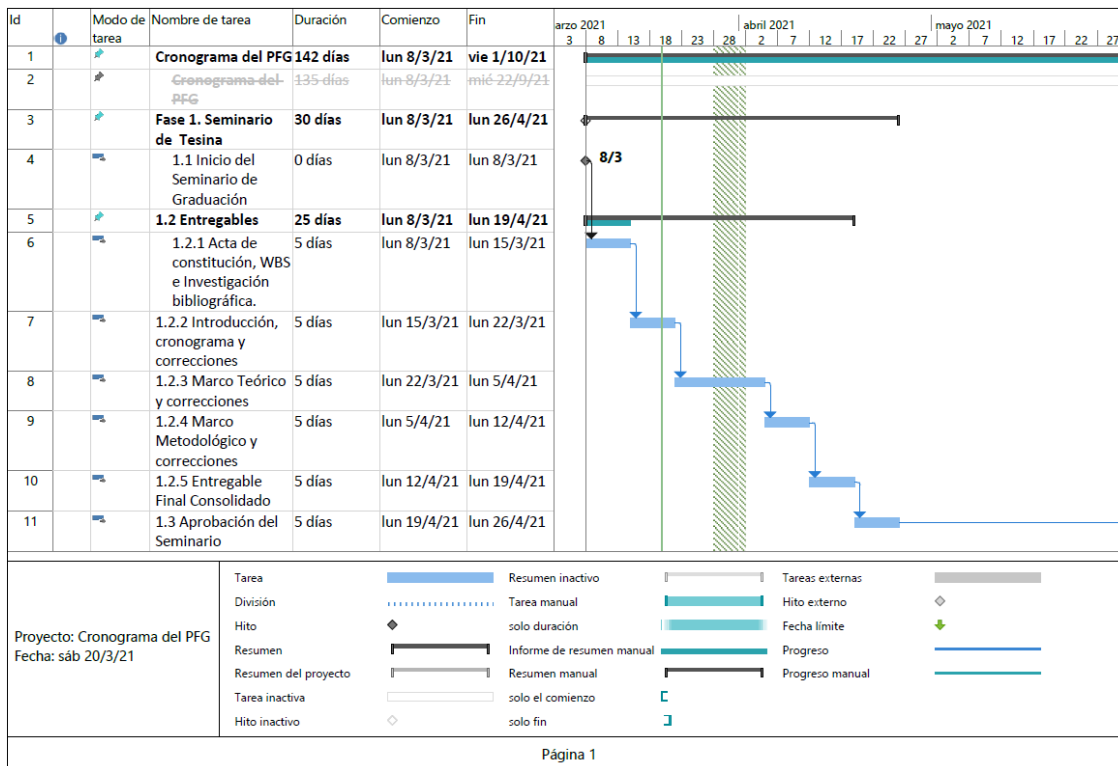 Id Modo de tarea Nombre de tarea Duración Comienzo Fin
arzo 2021 abril 2021 mayo 2021
3 8 13 18 23 28 2 7 12 17 22 27 2 7 12 17 22 27
1 Cronograma del PFG 142 días lun 8/3/21 vie 1/10/21
2 Cronograma del 135 días lun 8/3/21 mié 22/9/21
PFG
3 Fase 1. Seminario 30 días lun 8/3/21 lun 26/4/21
de Tesina
4 1.1 Inicio del 0 días lun 8/3/21 lun 8/3/21 8/3
Seminario de
Graduación
5 1.2 Entregables 25 días lun 8/3/21 lun 19/4/21
6 1.2.1 Acta de 5 días lun 8/3/21 lun 15/3/21
constitución, WBS
e Investigación
bibliográfica.
7 1.2.2 Introducción, 5 días lun 15/3/21 lun 22/3/21
cronograma y
correcciones
8 1.2.3 Marco Teórico 5 días lun 22/3/21 lun 5/4/21
y correcciones
9 1.2.4 Marco 5 días lun 5/4/21 lun 12/4/21
Metodológico y
correcciones
10 1.2.5 Entregable 5 días lun 12/4/21 lun 19/4/21
Final Consolidado
11 1.3 Aprobación del 5 días lun 19/4/21 lun 26/4/21
Seminario
Proyecto: Cronograma del PFG
Fecha: sáb 20/3/21
Tarea Resumen inactivo Tareas externas
División Tarea manual Hito externo
Hito solo duración Fecha límite
Resumen Informe de resumen manual Progreso
Resumen del proyecto Resumen manual Progreso manual
Tarea inactiva solo el comienzo
Hito inactivo solo fin
Página 1